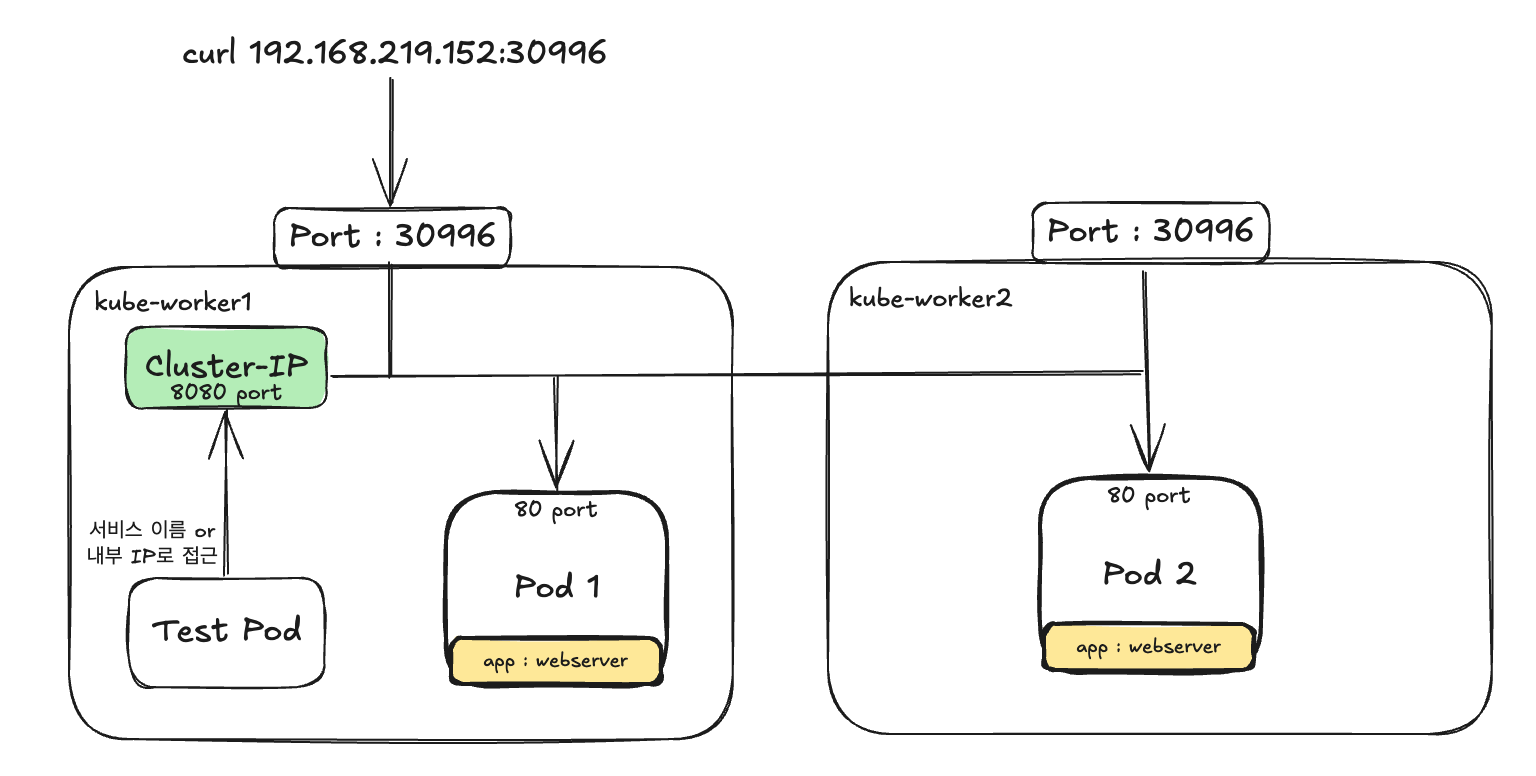 curl 192.168.219.152:30996
Port : 30996
Port : 30996
kube-worker1
kube-worker2
Cluster-IP
8080 port
서비스 이름 or
내부 IP로 접근
Test Pod
80 port
Pod 1
app : webserver
80 port
Pod 2
app : webserver